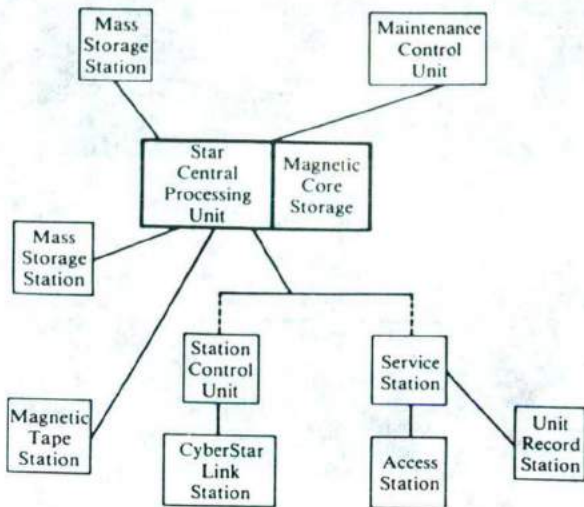 Mass
Storage
Station
Maintenance
Control
Unit
Star
Central
Processing
Unit
Magnetic
Core
Storage
Mass
Storage
Station
Station
Control
Unit
Service
Station
Magnetic
Tape
Station
CyberStar
Link
Station
Access
Station
Unit
Record
Station